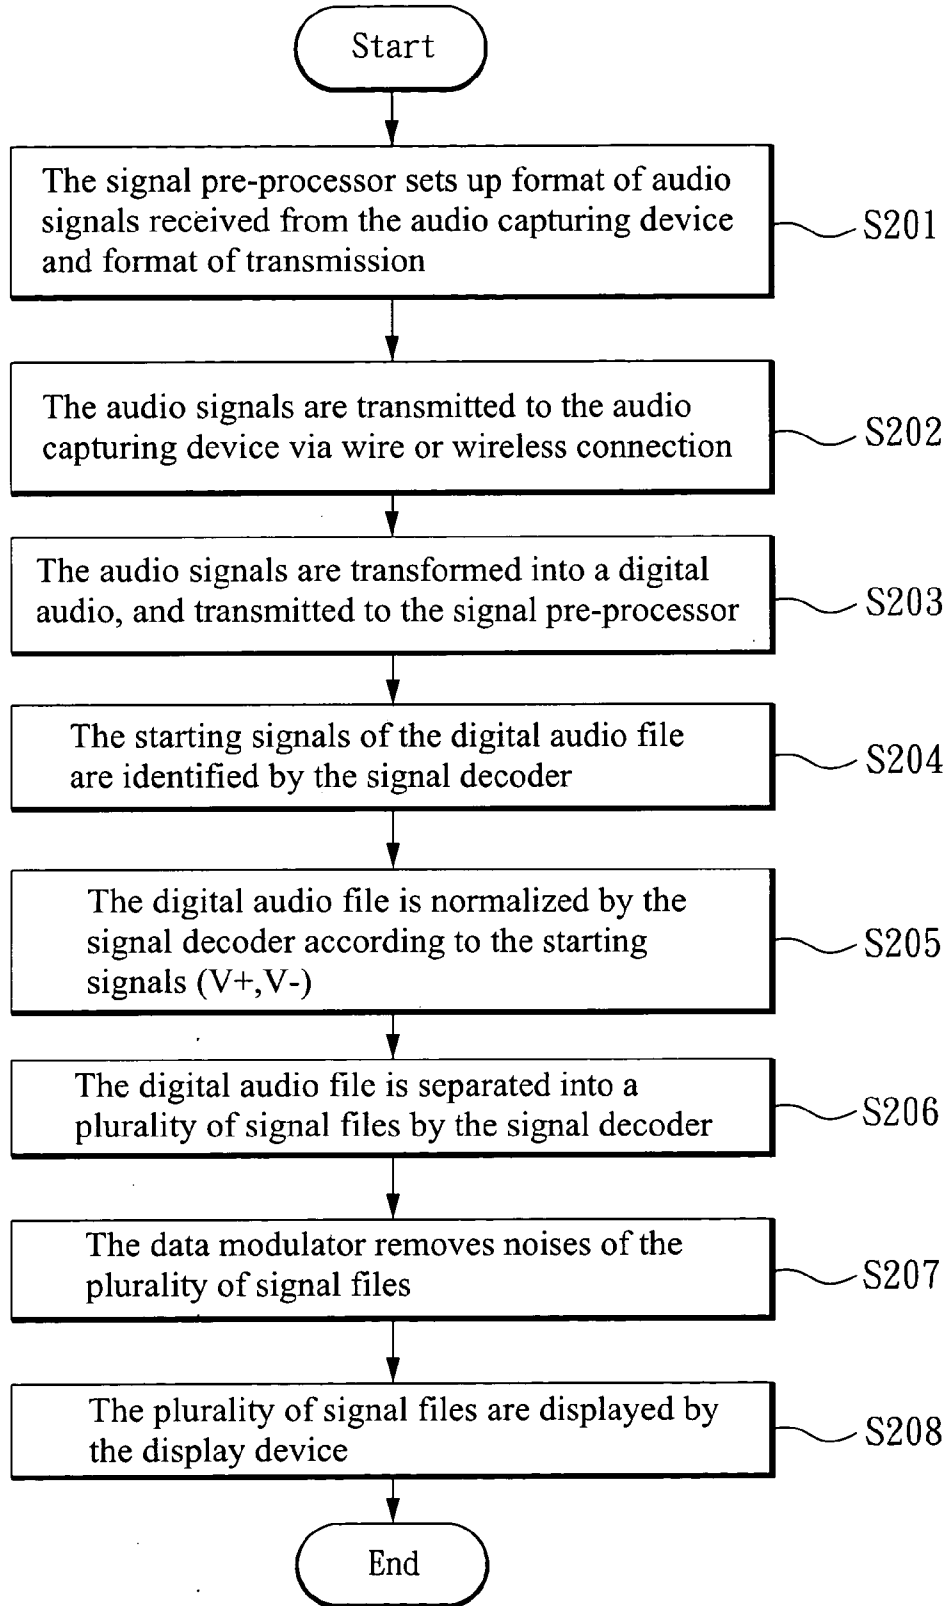 Start
The signal pre-processor sets up format of audio
signals received from the audio capturing device
and format of transmission
S201
The audio signals are transmitted to the audio
capturing device via wire or wireless connection
S202
The audio signals are transformed into a digital
audio, and transmitted to the signal pre-processor
S203
The starting signals of the digital audio file
are identified by the signal decoder
S204
The digital audio file is normalized by the
signal decoder according to the starting
signals (V+,V-)
S205
The digital audio file is separated into a
plurality of signal files by the signal decoder
S206
The data modulator removes noises of the
plurality of signal files
S207
The plurality of signal files are displayed by
the display device
S208
End